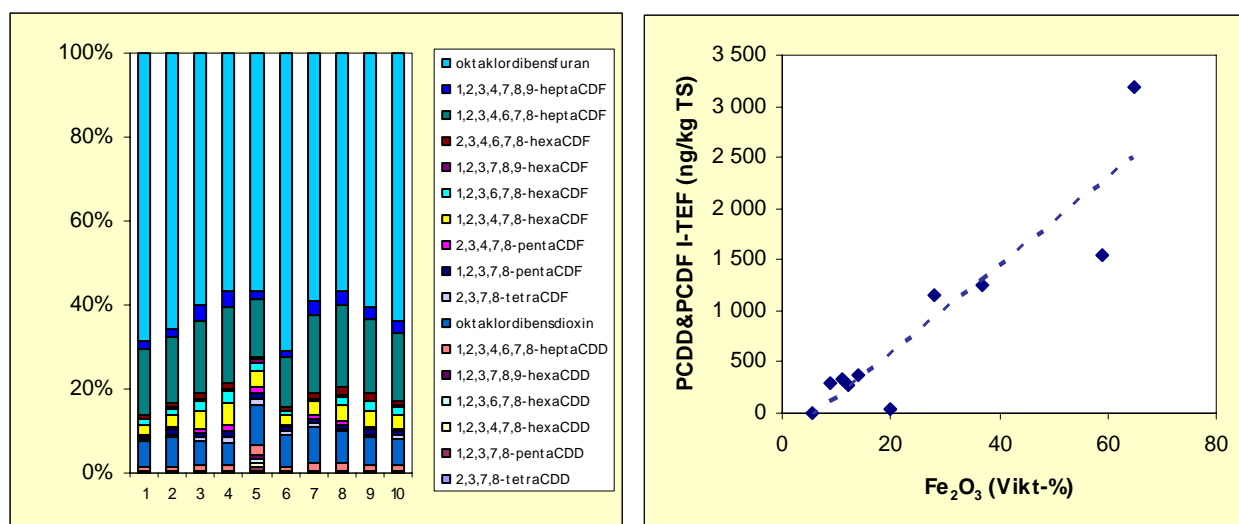 100%
80%
60%
40%
20%
0%
1 2 3 4 5 6 7 8 9 10
oktaklordibensfuran
1,2,3,4,7,8,9-heptaCDF
1,2,3,4,6,7,8-heptaCDF
2,3,4,6,7,8-hexaCDF
1,2,3,7,8,9-hexaCDF
1,2,3,6,7,8-hexaCDF
1,2,3,4,7,8-hexaCDF
2,3,4,7,8-pentaCDF
1,2,3,7,8-pentaCDF
2,3,7,8-tetraCDF
oktaklordibensdioxin
1,2,3,4,6,7,8-heptaCDD
1,2,3,7,8,9-hexaCDD
1,2,3,6,7,8-hexaCDD
1,2,3,4,7,8-hexaCDD
1,2,3,7,8-pentaCDD
2,3,7,8-tetraCDD
PCDD&PCDF I-TEF (ng/kg TS)
3 500
3 000
2 500
2 000
1 500
1 000
500
0
0 20 40 60 80
Fe₂O₃ (Vikt-%)